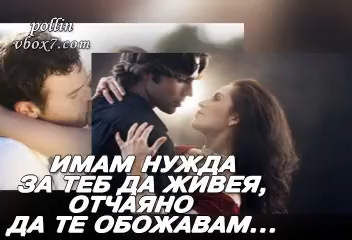 pollin
vbox7.com
ИМАМ НУЖДА
ЗА ТЕБ ДА ЖИВЕЯ,
ОТЧАЯНО
ДА ТЕ ОБОЖАВАМ...